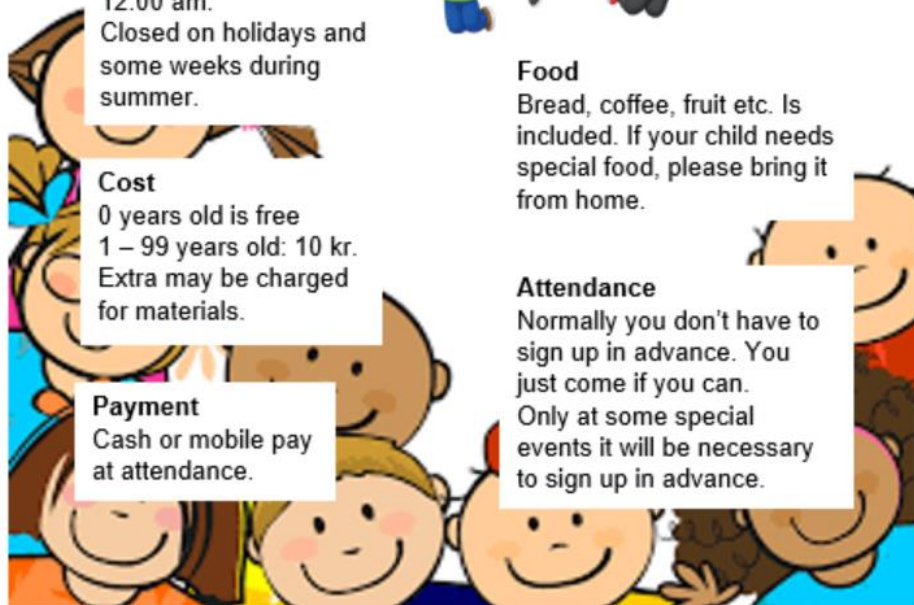 12.00 am.
Closed on holidays and
some weeks during
summer.
Cost
0 years old is free
1 – 99 years old: 10 kr.
Extra may be charged
for materials.
Payment
Cash or mobile pay
at attendance.
Food
Bread, coffee, fruit etc. Is
included. If your child needs
special food, please bring it
from home.
Attendance
Normally you don't have to
sign up in advance. You
just come if you can.
Only at some special
events it will be necessary
to sign up in advance.